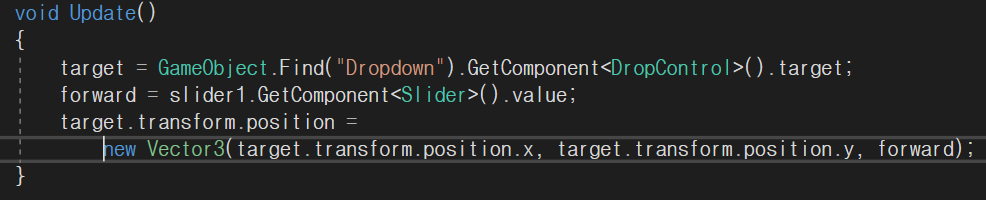 void Update()
{
    target = GameObject.Find("Dropdown").GetComponent<DropControl>().target;
    forward = slider1.GetComponent<Slider>().value;
    target.transform.position =
        new Vector3(target.transform.position.x, target.transform.position.y, forward);
}